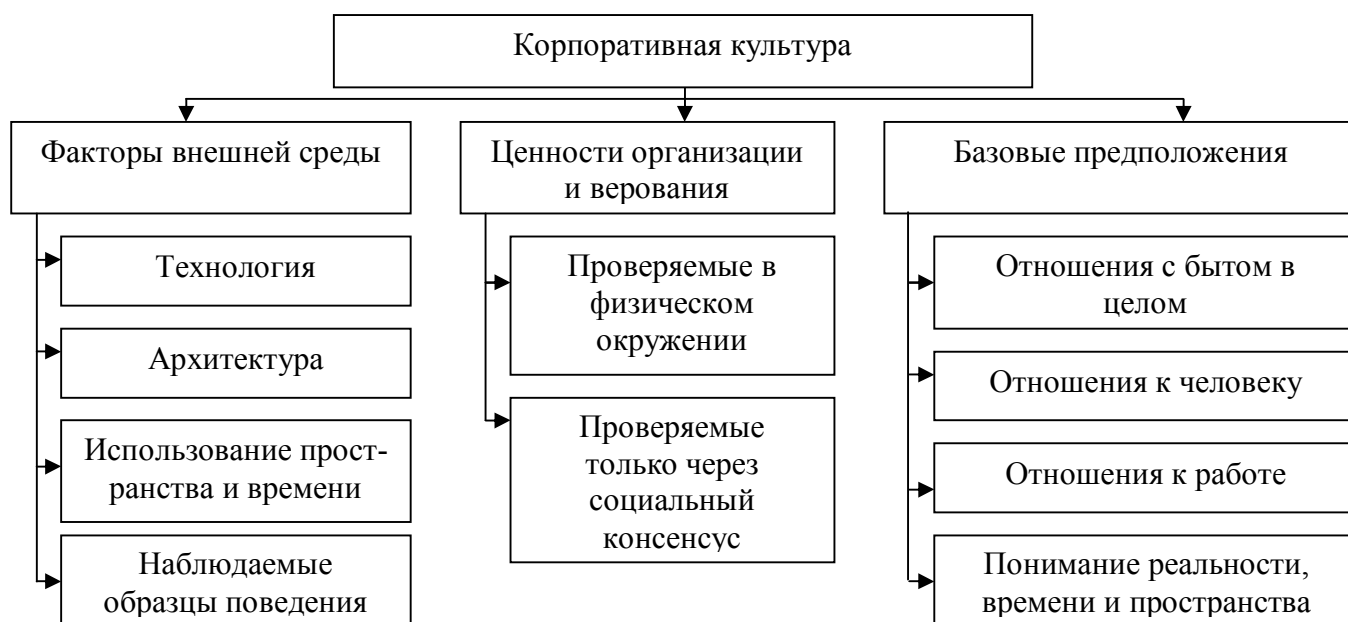 Корпоративная культура
Факторы внешней среды
Технология
Архитектура
Использование прост-
ранства и времени
Наблюдаемые
образцы поведения
Ценности организации
и верования
Проверяемые в
физическом
окружении
Проверяемые
только через
социальный
консенсус
Базовые предположения
Отношения с бытом в
целом
Отношения к человеку
Отношения к работе
Понимание реальности,
времени и пространства